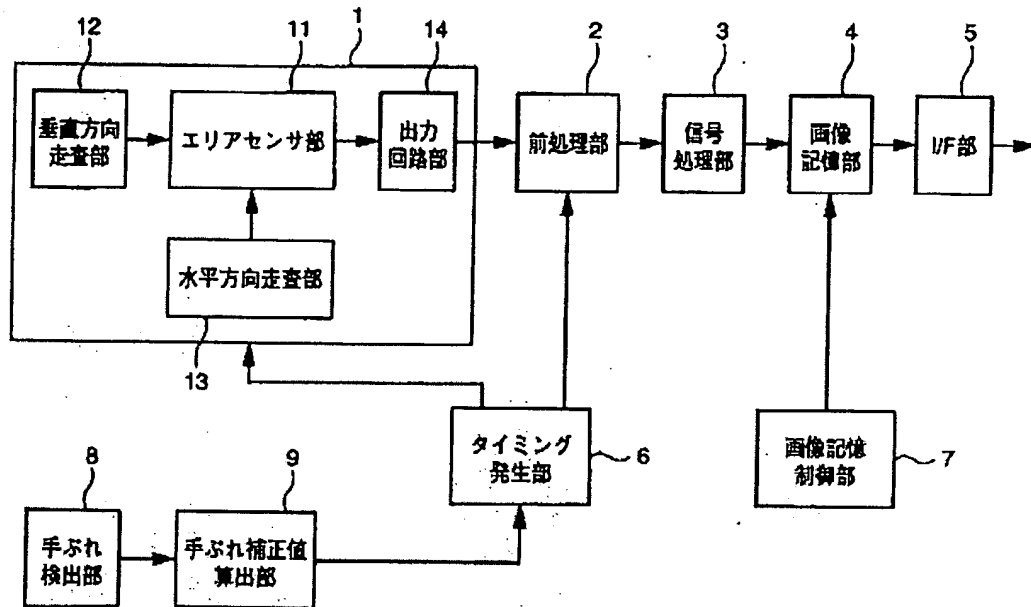 1
12
11
14
2
3
4
5
垂直方向
走査部
エリアセンサ部
出力
回路部
前処理部
信号
処理部
画像
記憶部
I/F部
水平方向走査部
13
タイミング
発生部
6
画像記憶
制御部
7
8
9
手ぶれ
検出部
手ぶれ補正値
算出部